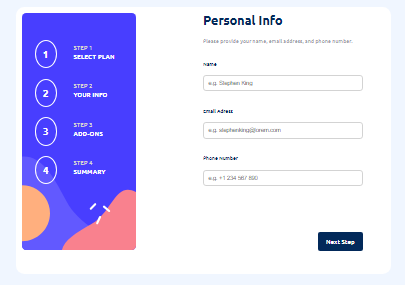 1
STEP 1
SELECT PLAN
2
STEP 2
YOUR INFO
3
STEP 3
ADD-ONS
4
STEP 4
SUMMARY
Personal Info
Please provide your name, email address, and phone number.
Name
e.g. Stephen King
Email Adress
e.g. stephenking@lorem.com
Phone Number
e.g. +1 234 567 890
Next Step